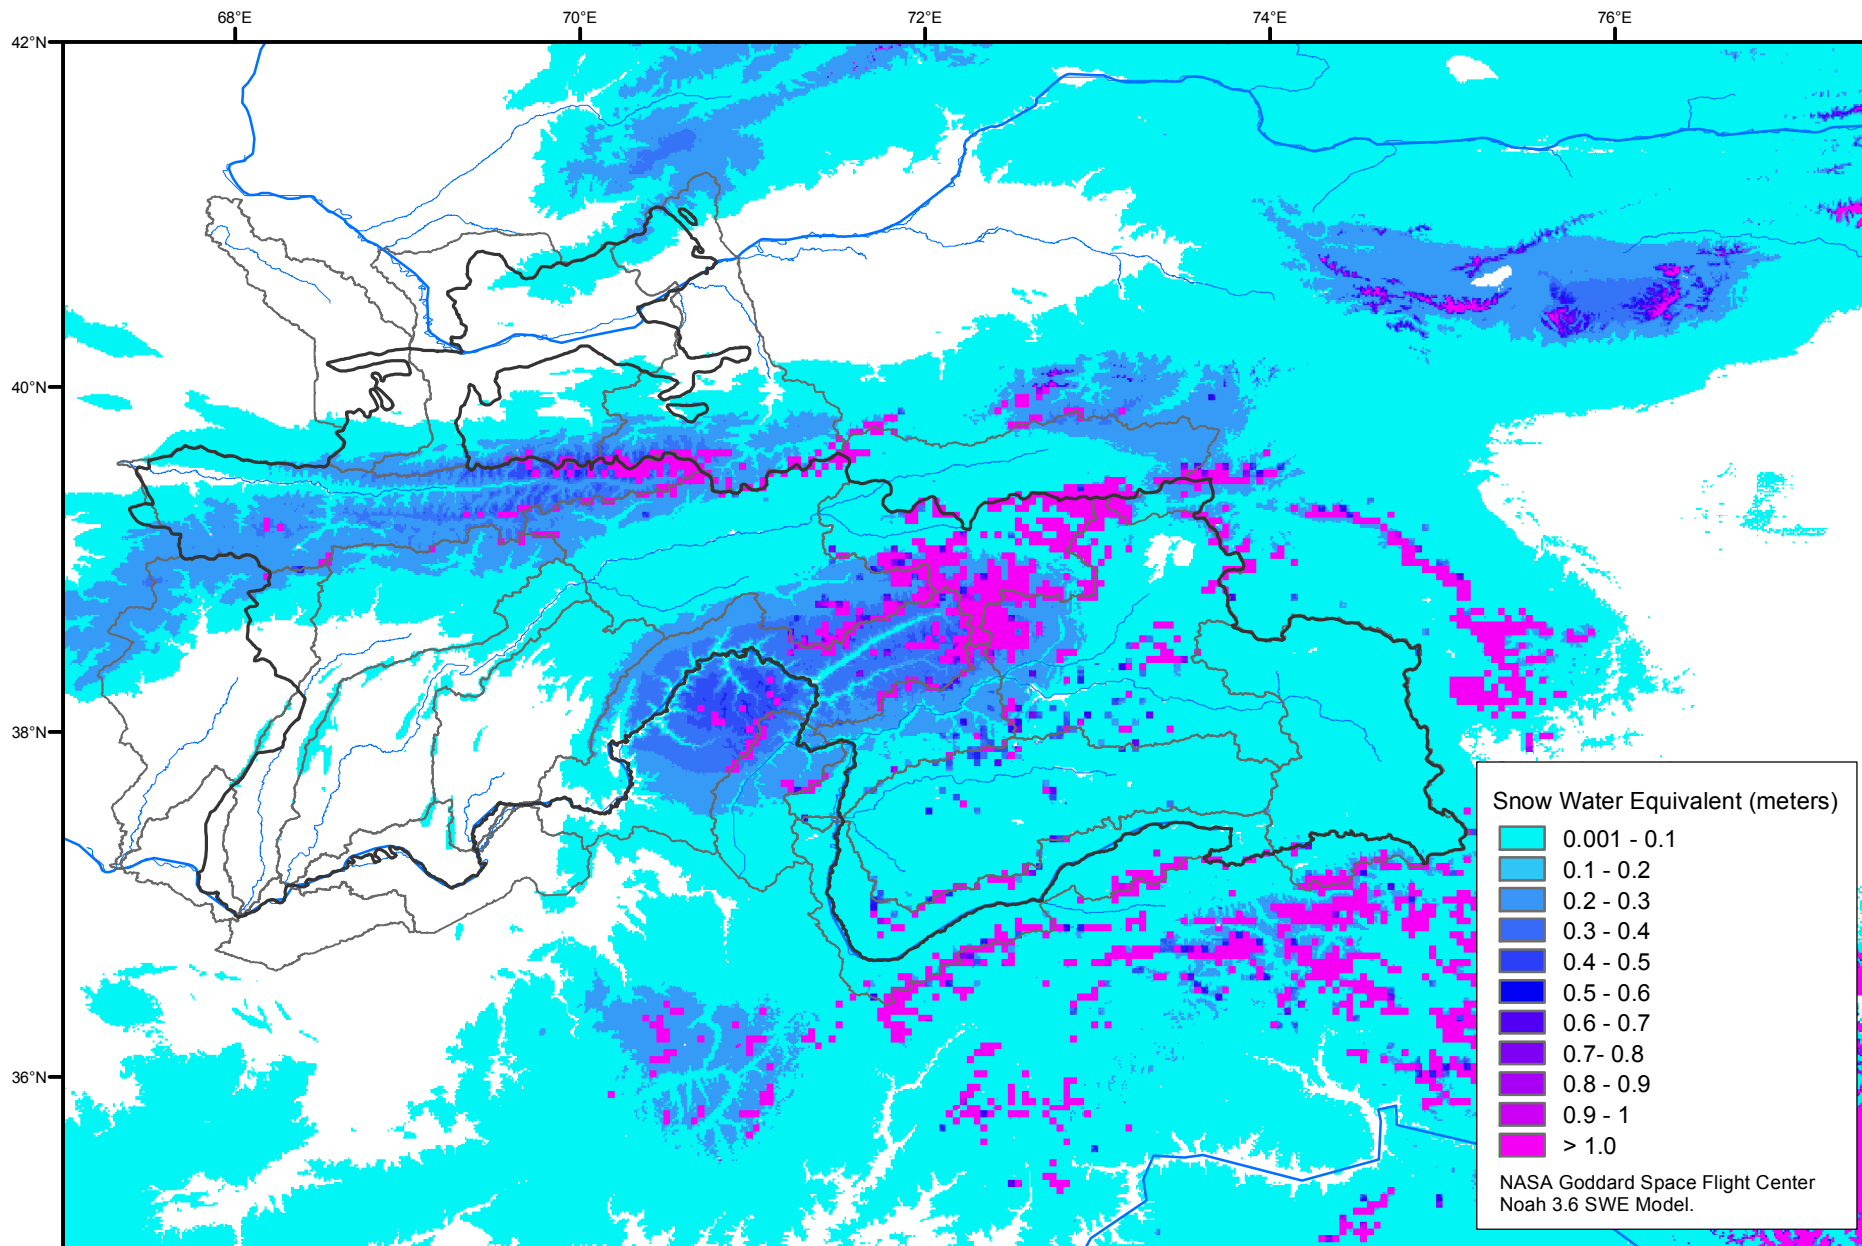 68°E 70°E 72°E 74°E 76°E
42°N
40°N
38°N
36°N
Snow Water Equivalent (meters)
0.001 - 0.1
0.1 - 0.2
0.2 - 0.3
0.3 - 0.4
0.4 - 0.5
0.5 - 0.6
0.6 - 0.7
0.7- 0.8
0.8 - 0.9
0.9 - 1
> 1.0
NASA Goddard Space Flight Center
Noah 3.6 SWE Model.